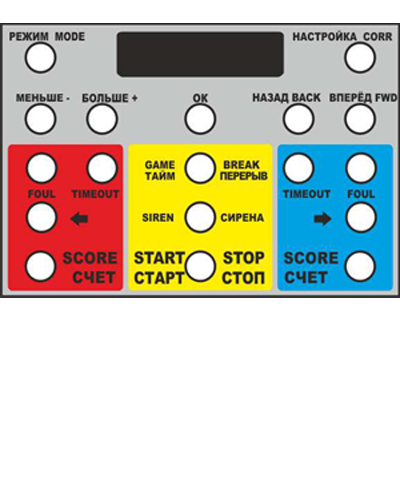 РЕЖИМ MODE
НАСТРОЙКА CORR
МЕНЬШЕ -
БОЛЬШЕ +
OK
НАЗАД BACK
ВПЕРЁД FWD
FOUL
TIMEOUT
GAME
ТАЙМ
BREAK
ПЕРЕРЫВ
TIMEOUT
FOUL
SIREN
СИРЕНА
SCORE
СЧЕТ
START
СТАРТ
STOP
СТОП
SCORE
СЧЕТ